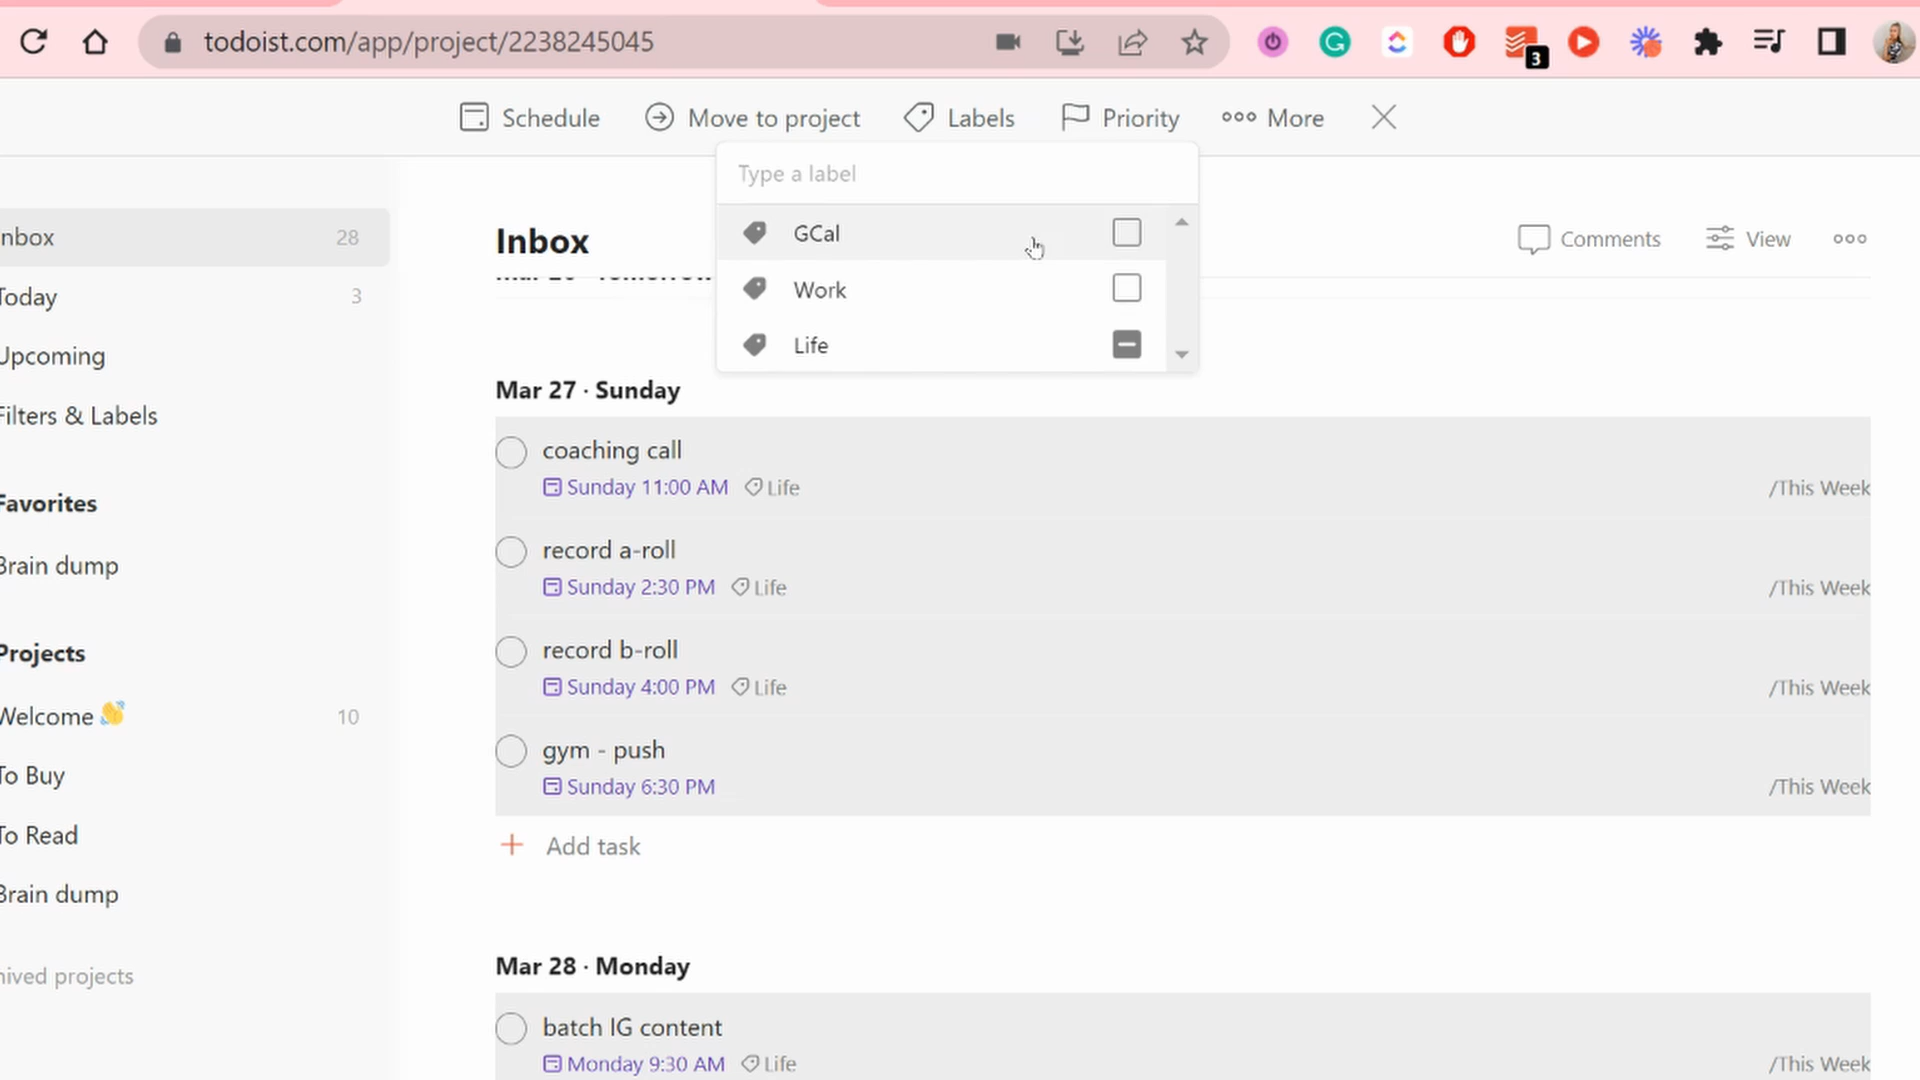 todoist.com/app/project/2238245045
3
Schedule
Move to project
Labels
Priority
More
Type a label
GCal
Work
Life
nbox 28
Today 3
Upcoming
Filters & Labels
Favorites
Brain dump
Projects
Welcome 👋 10
To Buy
To Read
Brain dump
ived projects
Inbox
Comments
View
Mar 27 · Sunday
coaching call
Sunday 11:00 AM Life /This Week
record a-roll
Sunday 2:30 PM Life /This Week
record b-roll
Sunday 4:00 PM Life /This Week
gym - push
Sunday 6:30 PM /This Week
+ Add task
Mar 28 · Monday
batch IG content
Monday 9:30 AM Life /This Week